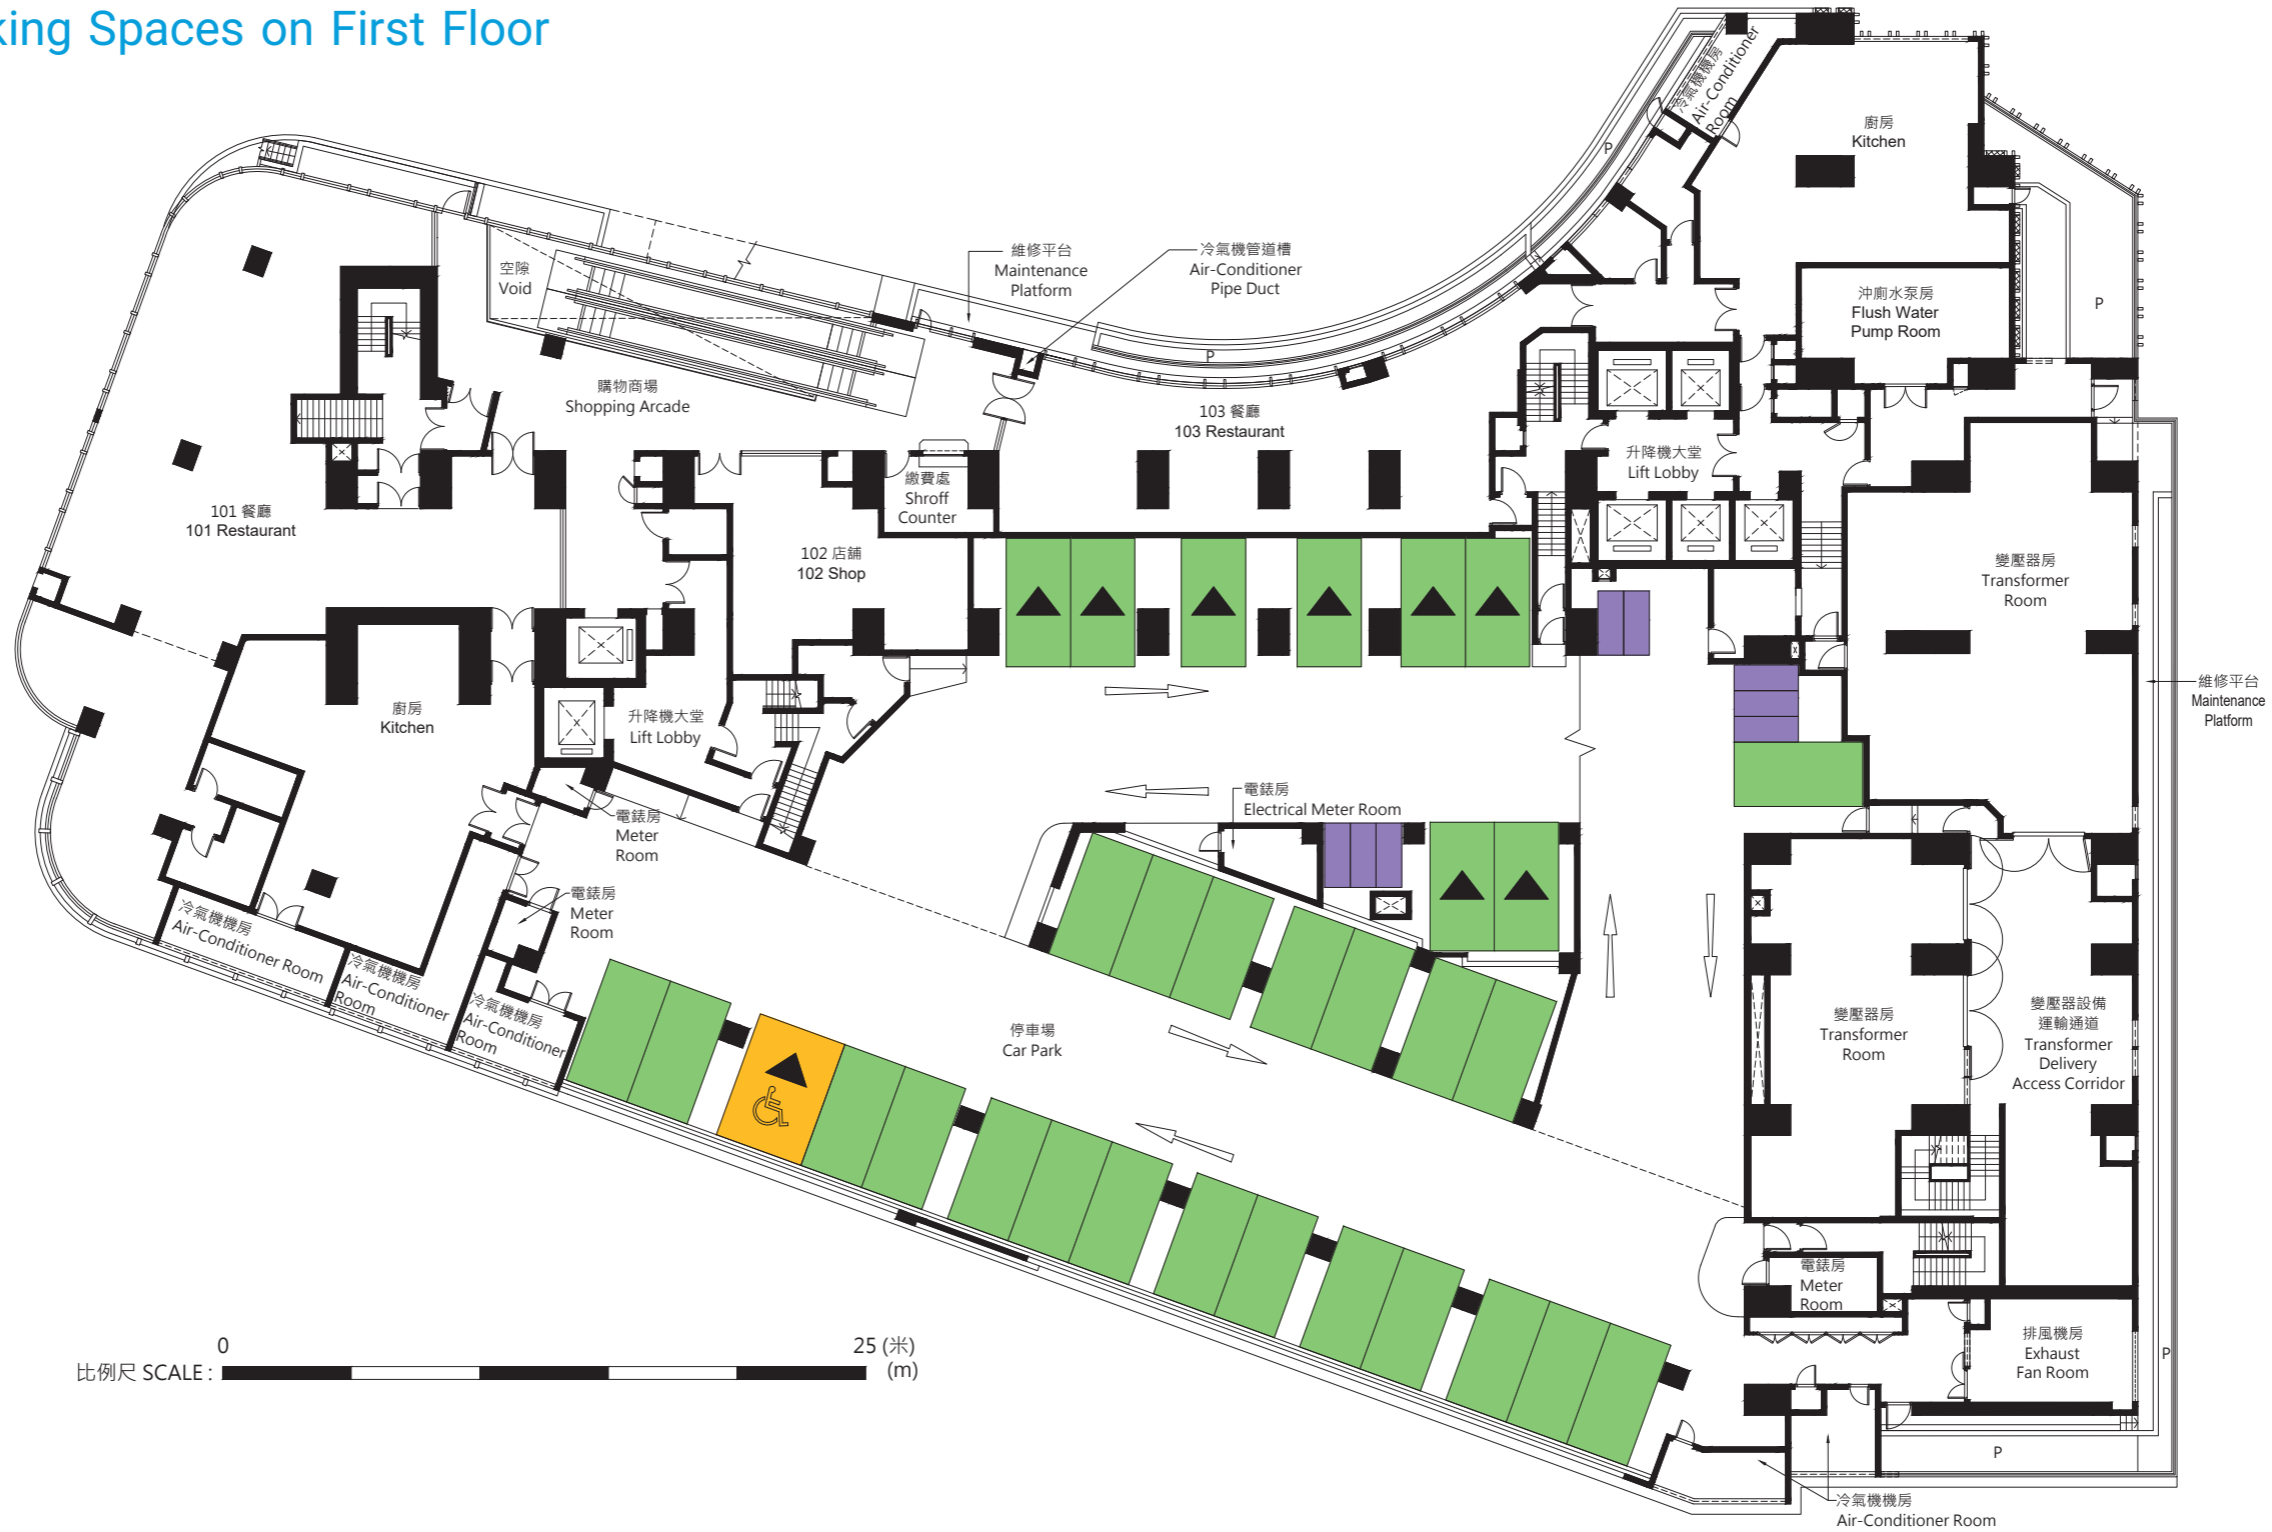 king Spaces on First Floor
冷氣機機房
Air-Conditioner
Room
廚房
Kitchen
P
維修平台
Maintenance
Platform
冷氣機管道槽
Air-Conditioner
Pipe Duct
空隙
Void
沖廁水泵房
Flush Water
Pump Room
P
P
購物商場
Shopping Arcade
103 餐廳
103 Restaurant
升降機大堂
Lift Lobby
繳費處
Shroff
Counter
101 餐廳
101 Restaurant
102 店舖
102 Shop
變壓器房
Transformer
Room
維修平台
Maintenance
Platform
廚房
Kitchen
升降機大堂
Lift Lobby
電錶房
Electrical Meter Room
電錶房
Meter
Room
電錶房
Meter
Room
冷氣機機房
Air-Conditioner Room
冷氣機機房
Air-Conditioner
Room
冷氣機機房
Air-Conditioner
Room
停車場
Car Park
變壓器房
Transformer
Room
變壓器設備
運輸通道
Transformer
Delivery
Access Corridor
電錶房
Meter
Room
排風機房
Exhaust
Fan Room
P
P
0
25 (米)
比例尺 SCALE :
(m)
冷氣機機房
Air-Conditioner Room